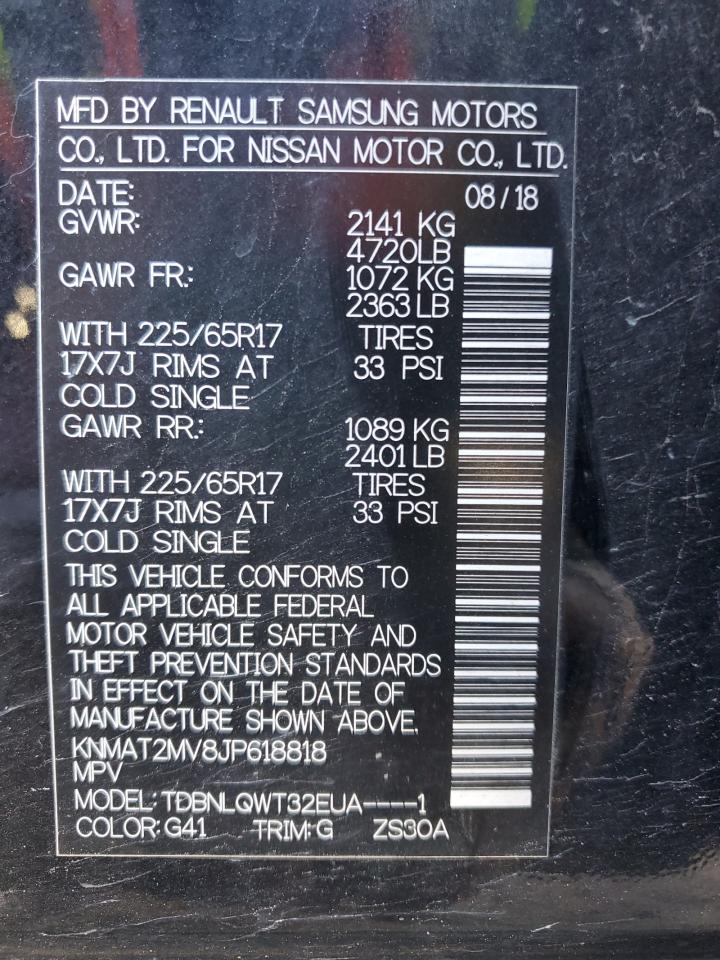 MFD BY RENAULT SAMSUNG MOTORS
CO., LTD. FOR NISSAN MOTOR CO., LTD.
DATE: 08/18
GVWR: 2141 KG
4720LB
GAWR FR.: 1072 KG
2363 LB
WITH 225/65R17 TIRES
17X7J RIMS AT 33 PSI
COLD SINGLE
GAWR RR.: 1089 KG
2401 LB
WITH 225/65R17 TIRES
17X7J RIMS AT 33 PSI
COLD SINGLE
THIS VEHICLE CONFORMS TO
ALL APPLICABLE FEDERAL
MOTOR VEHICLE SAFETY AND
THEFT PREVENTION STANDARDS
IN EFFECT ON THE DATE OF
MANUFACTURE SHOWN ABOVE.
KNMAT2MV8JP618818
MPV
MODEL: TDBNLQWT32EUA----1
COLOR: G41 TRIM: G ZS30A